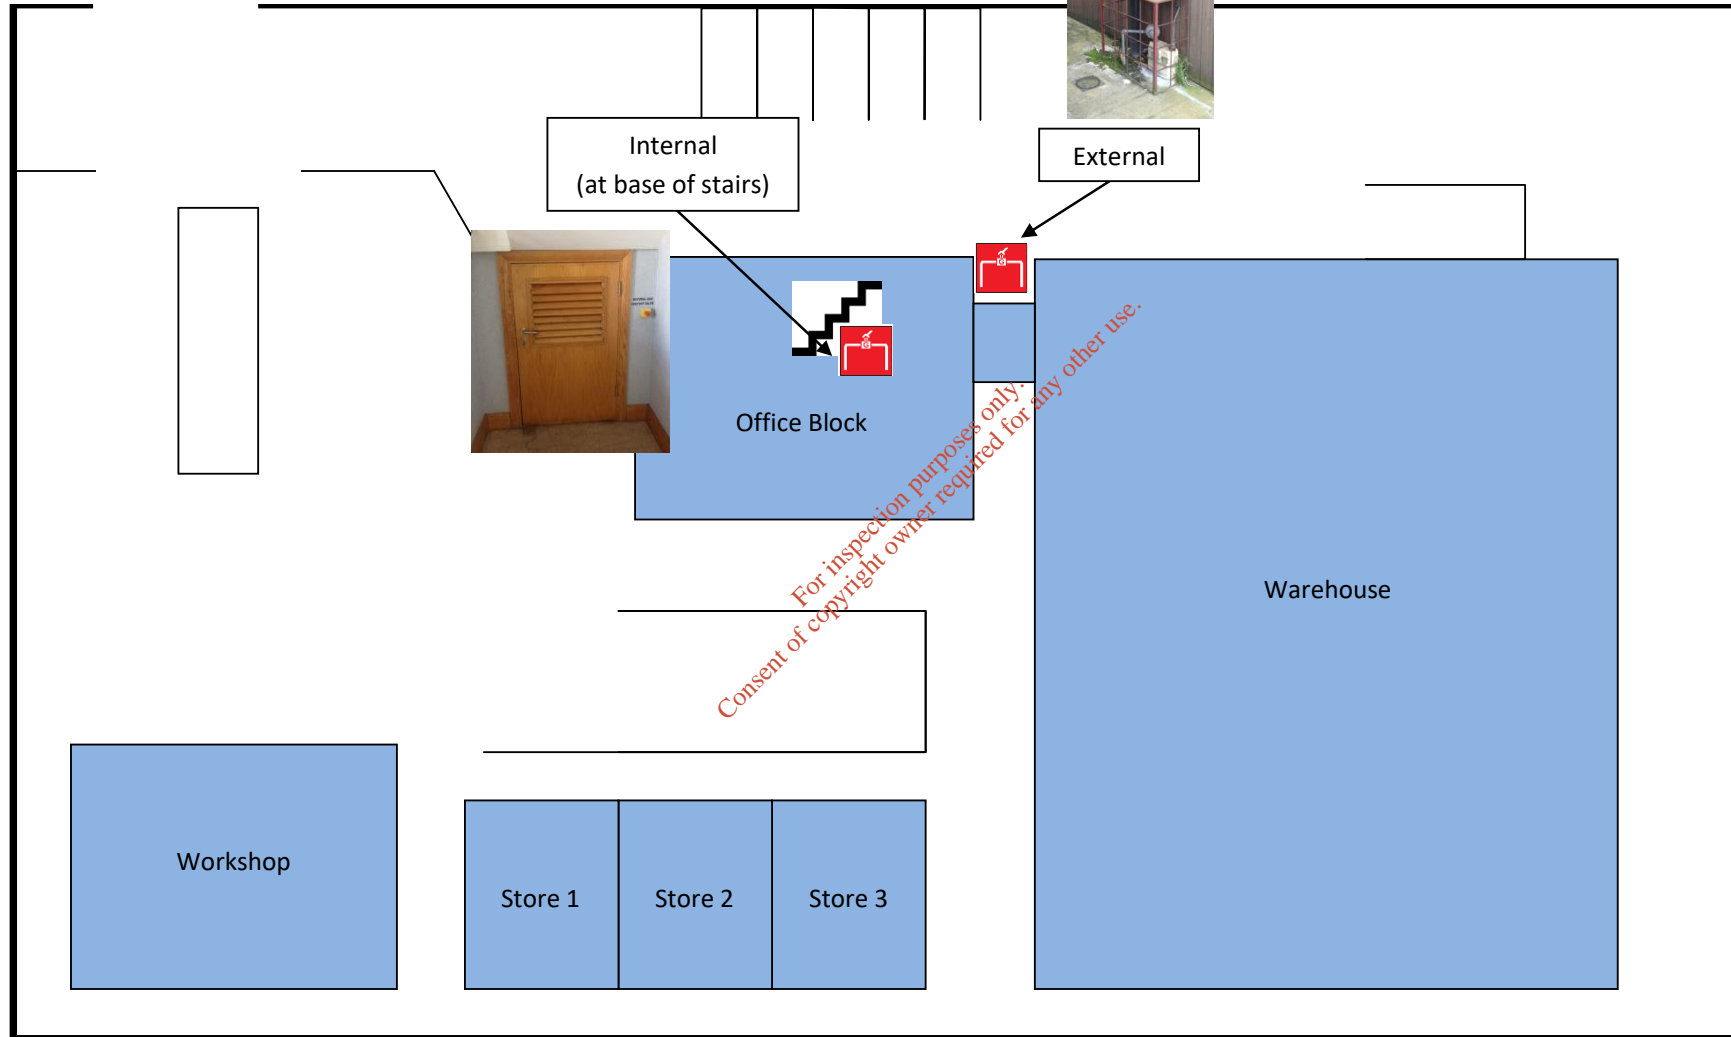 Internal
(at base of stairs)
External
G
G
Office Block
For inspection purposes only.
Consent of copyright owner required for any other use.
Warehouse
Workshop
Store 1
Store 2
Store 3